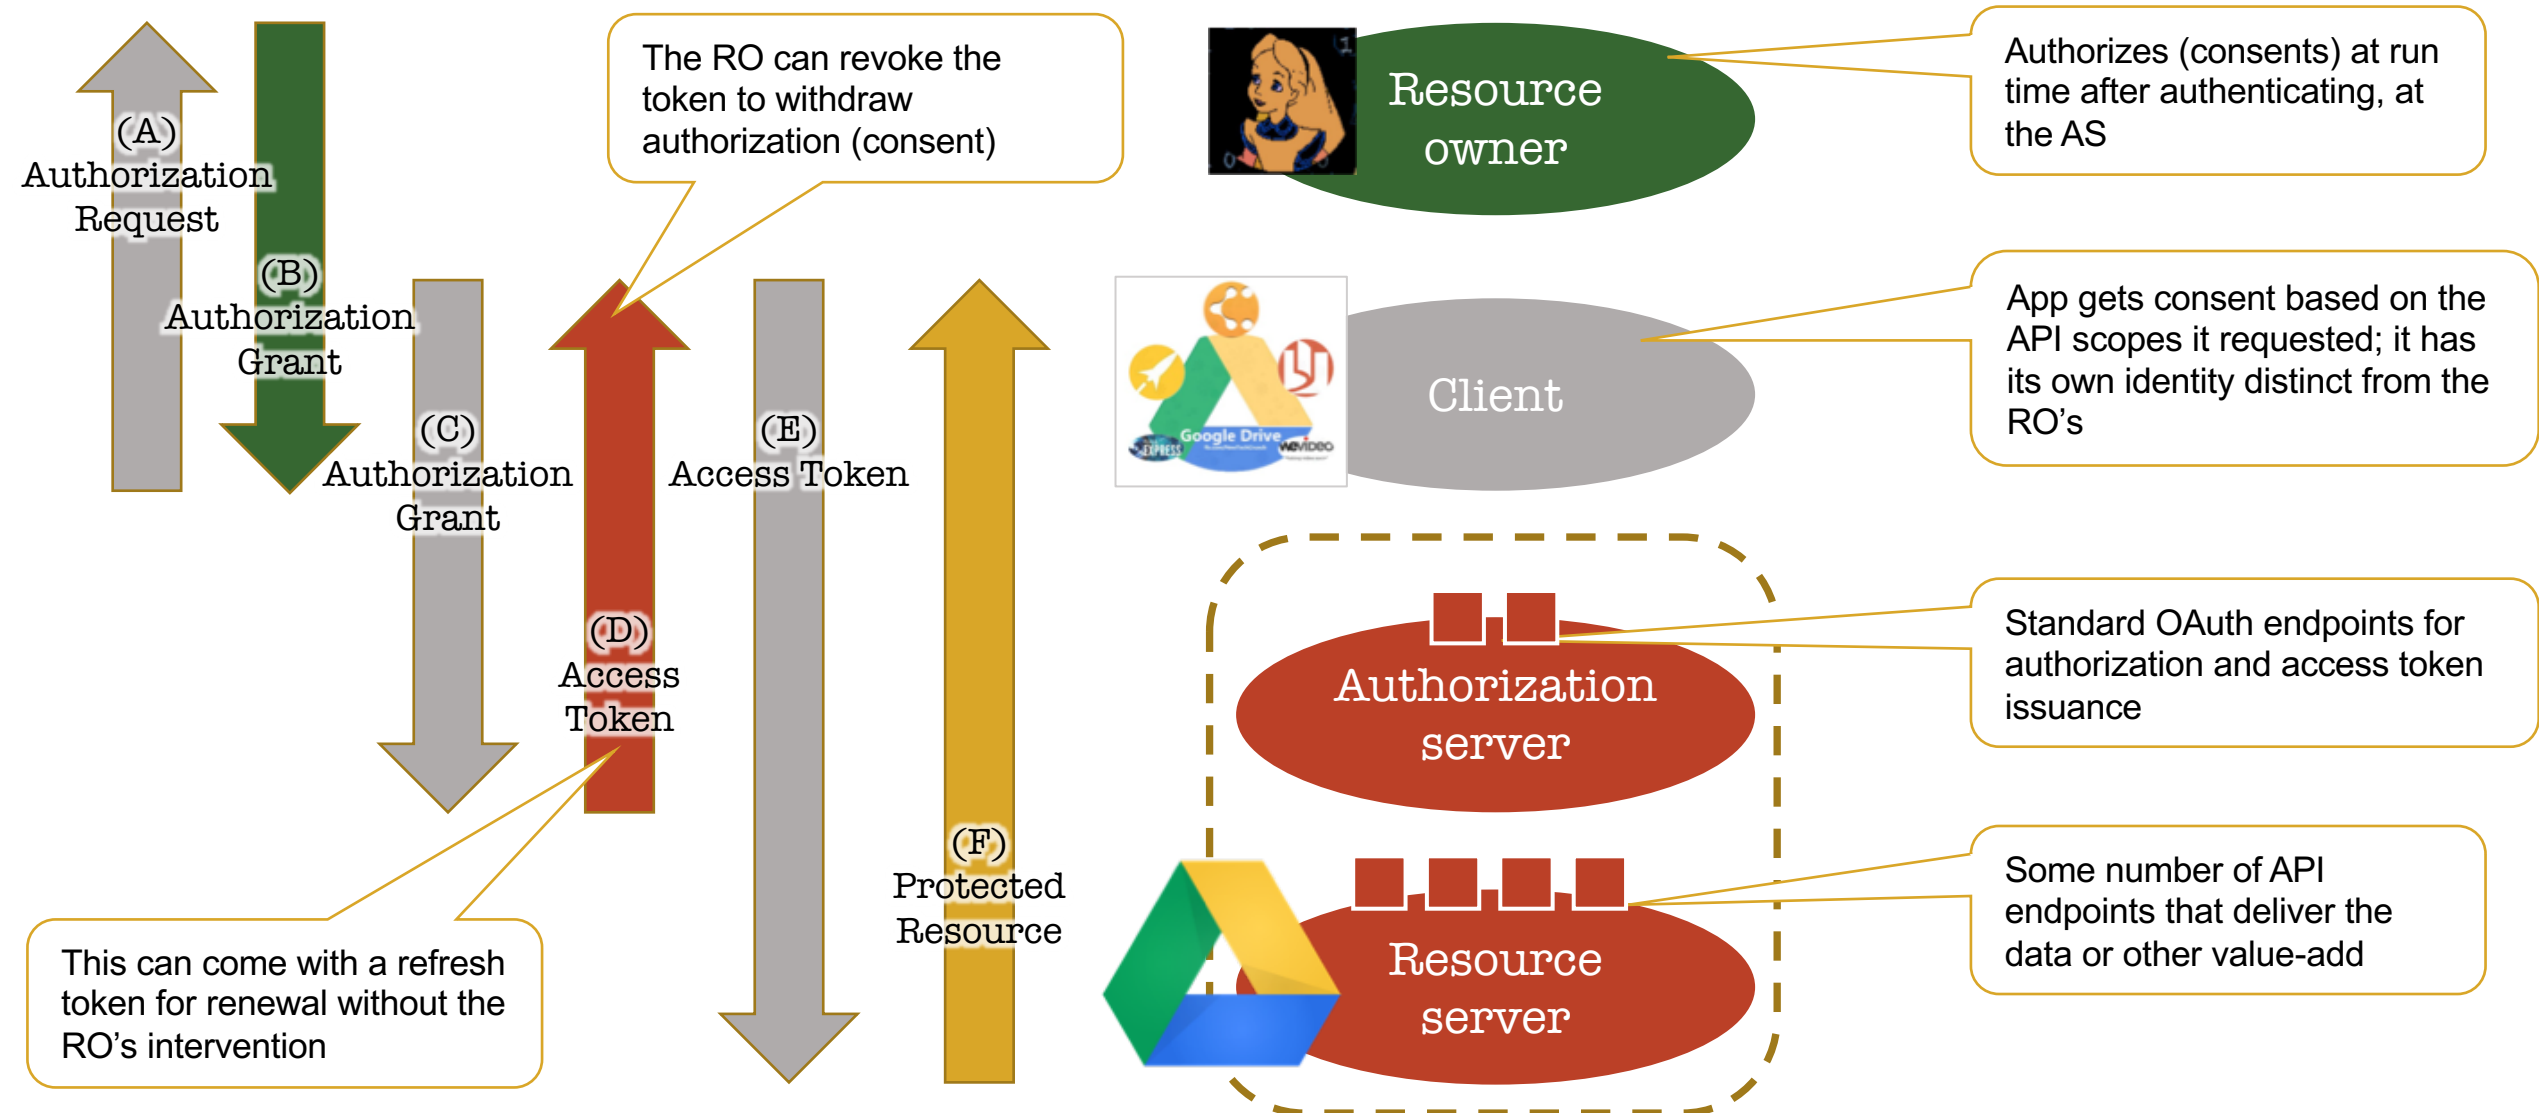 (A)
Authorization
Request
(B)
Authorization
Grant
(C)
Authorization
Grant
(D)
Access
Token
(E)
Access Token
(F)
Protected
Resource
The RO can revoke the
token to withdraw
authorization (consent)
This can come with a refresh
token for renewal without the
RO's intervention
1
0
Resource
owner
Authorizes (consents) at run
time after authenticating, at
the AS
Google Drive
EXPRESS
WeVIDEO
Client
App gets consent based on the
API scopes it requested; it has
its own identity distinct from the
RO's
Authorization
server
Standard OAuth endpoints for
authorization and access token
issuance
Resource
server
Some number of API
endpoints that deliver the
data or other value-add